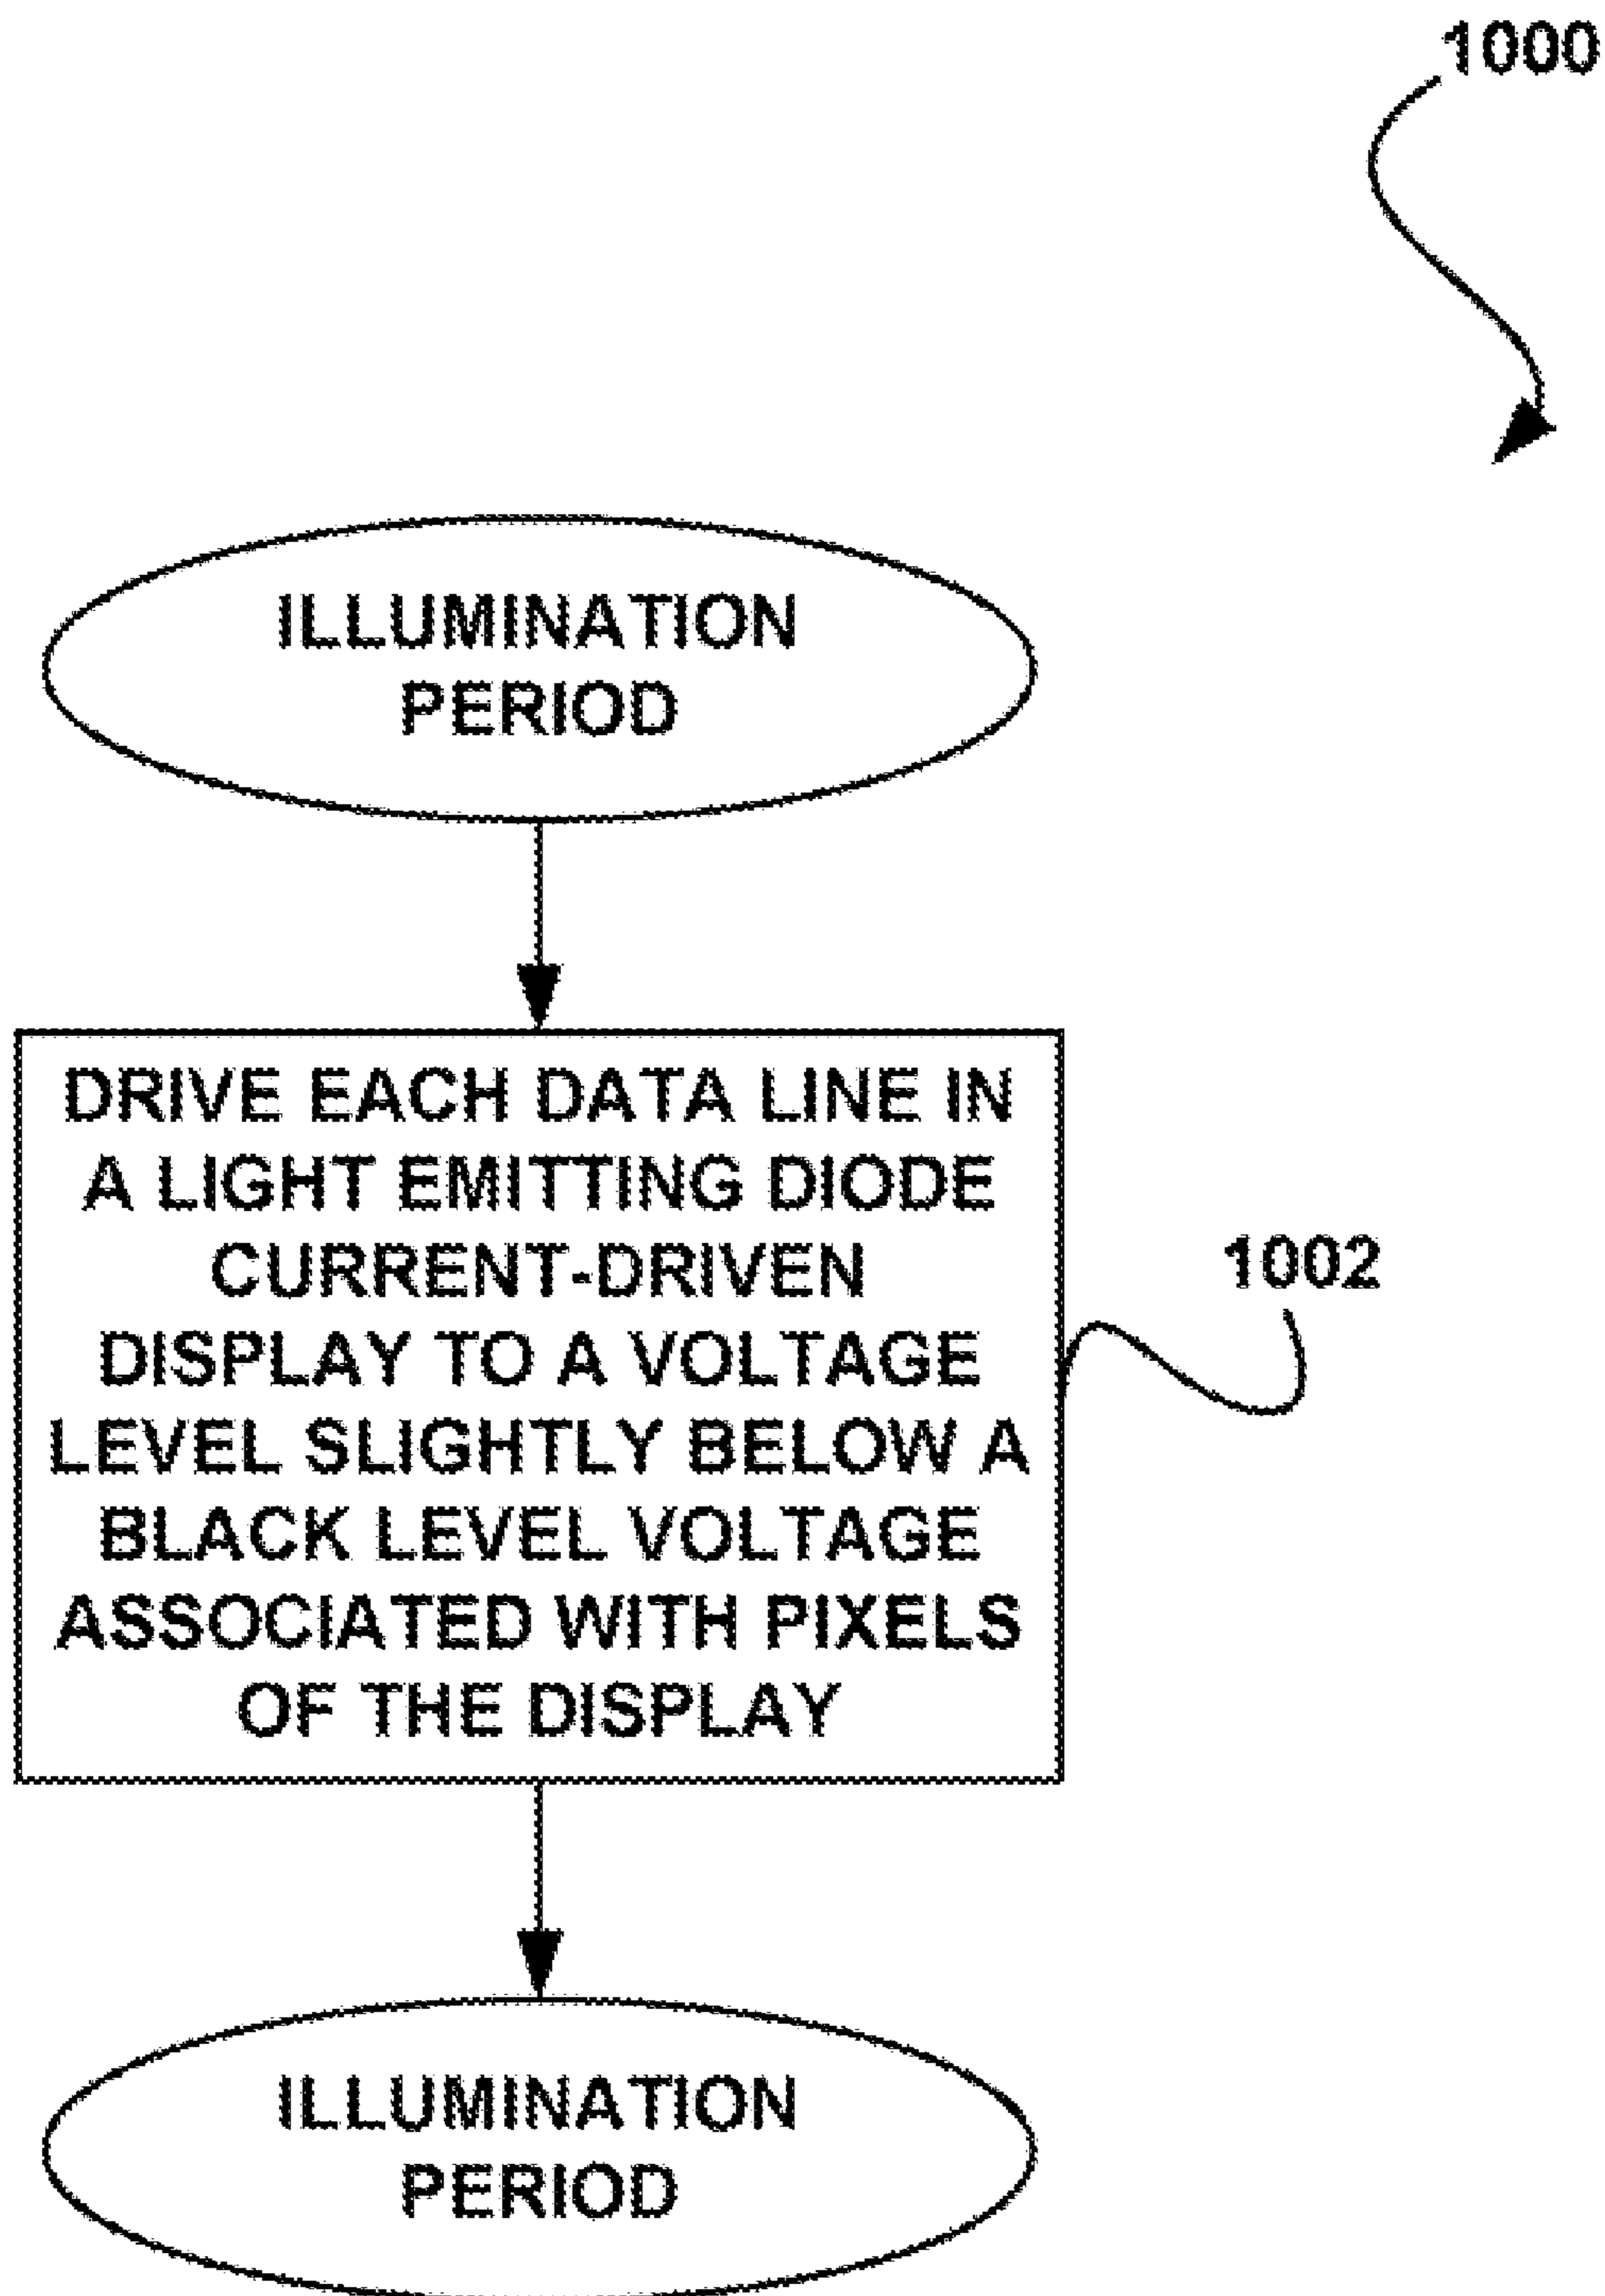 1000
ILLUMINATION
PERIOD
DRIVE EACH DATA LINE IN
A LIGHT EMITTING DIODE
CURRENT-DRIVEN
DISPLAY TO A VOLTAGE
LEVEL SLIGHTLY BELOW A
BLACK LEVEL VOLTAGE
ASSOCIATED WITH PIXELS
OF THE DISPLAY
1002
ILLUMINATION
PERIOD